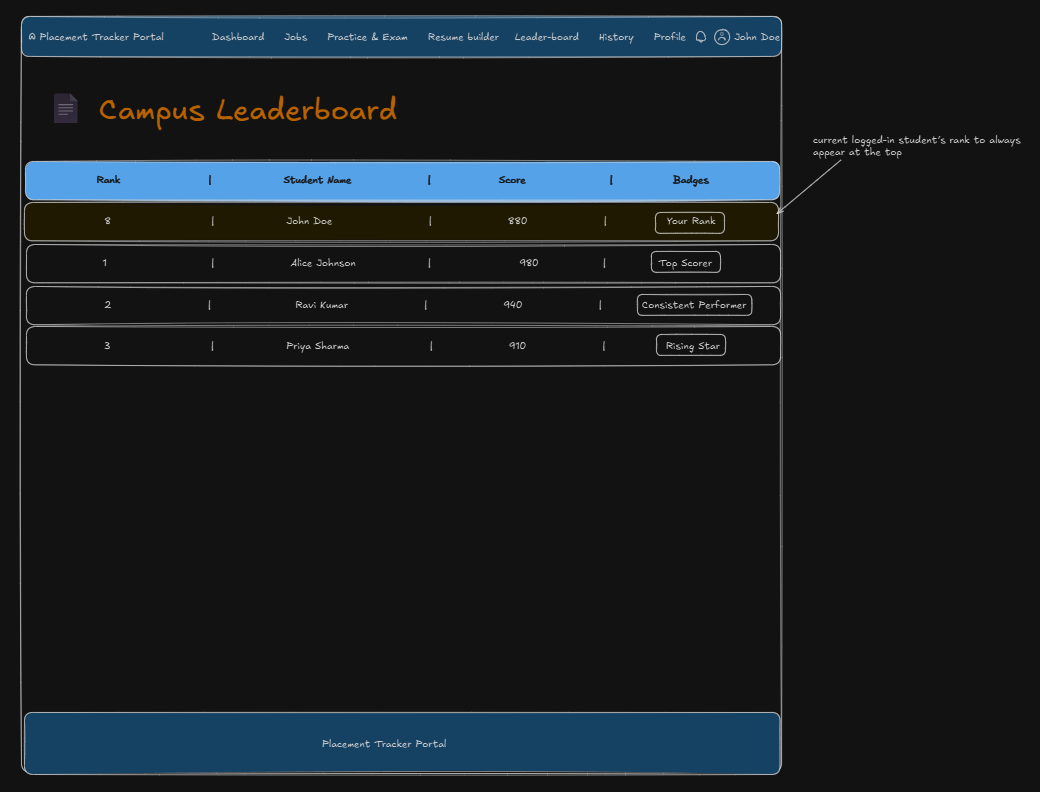 Placement Tracker Portal Dashboard Jobs Practice & Exam Resume builder Leader-board History Profile John Doe
Campus Leaderboard
current logged-in student's rank to always
appear at the top
Rank | Student Name | Score | Badges
8 | John Doe | 880 | Your Rank
1 | Alice Johnson | 980 | Top Scorer
2 | Ravi Kumar | 940 | Consistent Performer
3 | Priya Sharma | 910 | Rising Star
Placement Tracker Portal